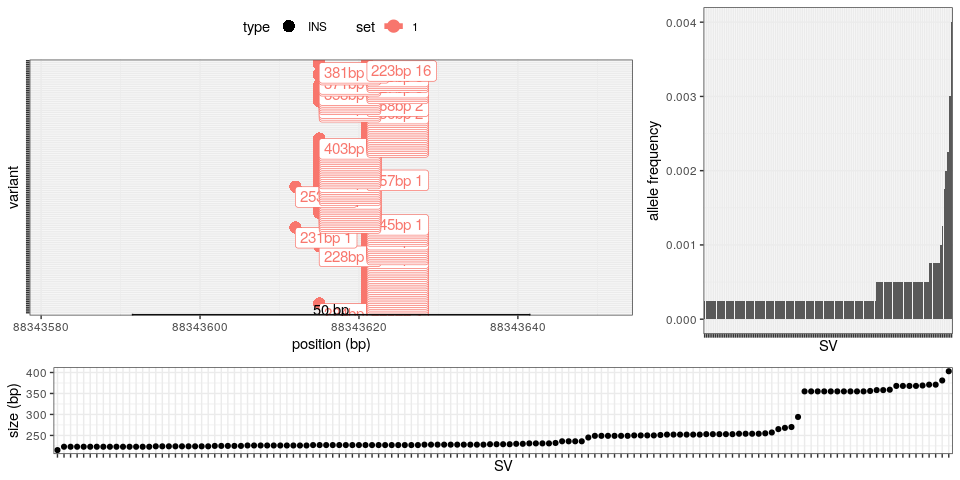 type INS set 1
variant
381bp
223bp 16
403bp
57bp 1
45bp 1
231bp 1
228bp
50 bp
88343580 88343600 88343620 88343640
position (bp)
allele frequency
0.004
0.003
0.002
0.001
0.000
SV
size (bp)
400
350
300
250
SV